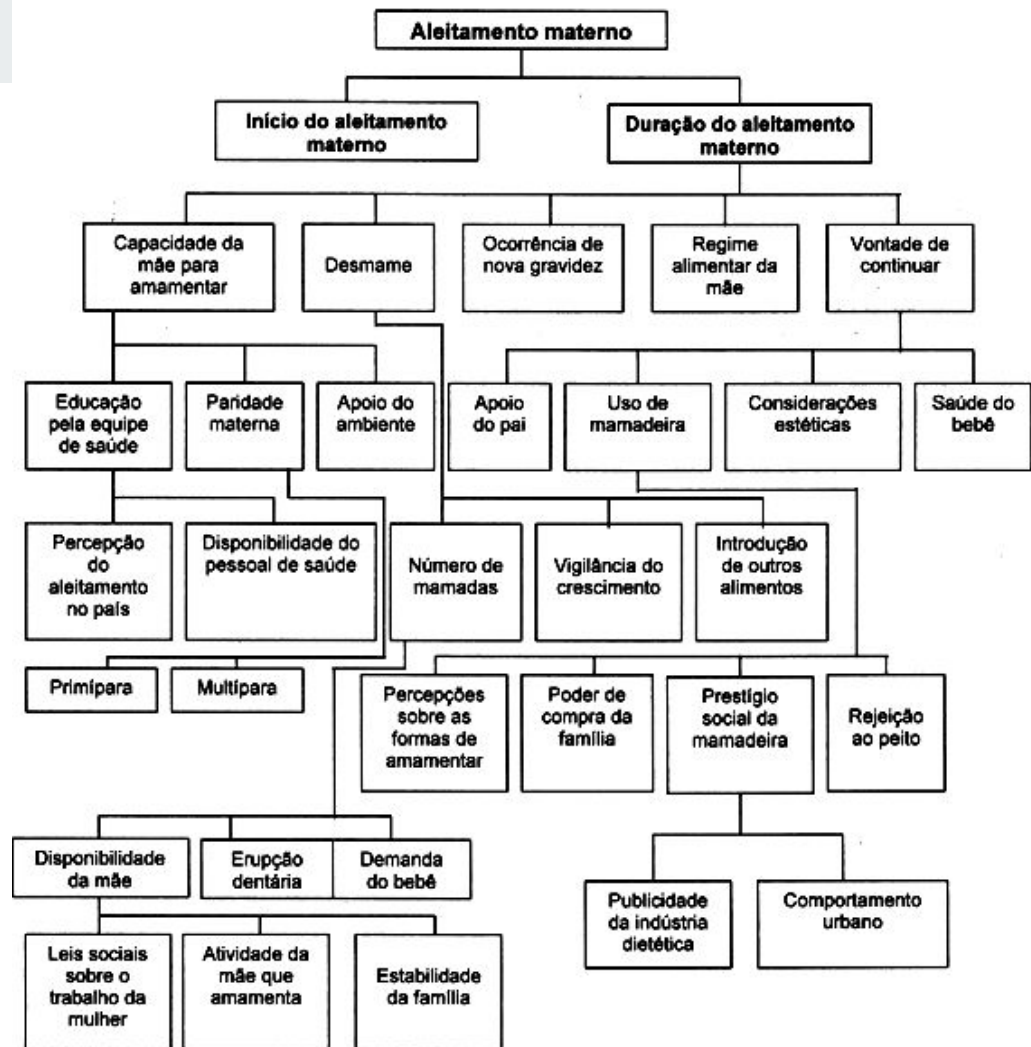 Aleitamento materno
Início do aleitamento
materno
Duração do aleitamento
materno
Capacidade da
mãe para
amamentar
Desmame
Ocorrência de
nova gravidez
Regime
alimentar da
mãe
Vontade de
continuar
Educação
pela equipe
de saúde
Paridade
materna
Apoio do
ambiente
Apoio
do pai
Uso de
mamadeira
Considerações
estéticas
Saúde do
bebê
Percepção
do
aleitamento
no país
Disponibilidade do
pessoal de saúde
Número de
mamadas
Vigilância do
crescimento
Introdução
de outros
alimentos
Primípara
Multípara
Percepções
sobre as
formas de
amamentar
Poder de
compra da
família
Prestígio
social da
mamadeira
Rejeição
ao peito
Disponibilidade
da mãe
Erupção
dentária
Demanda
do bebê
Publicidade
da indústria
dietética
Comportamento
urbano
Leis sociais
sobre o
trabalho da
mulher
Atividade da
mãe que
amamenta
Estabilidade
da família